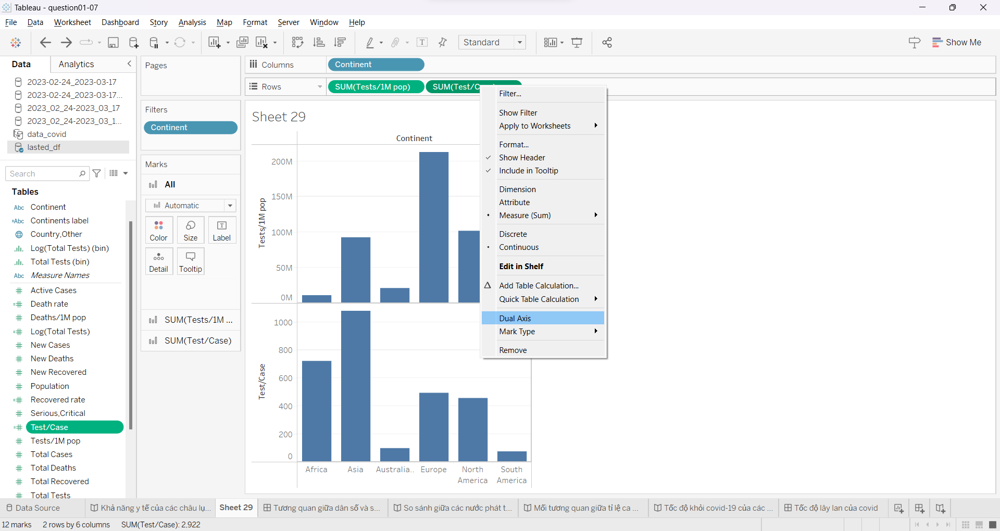 Tableau - question01-07
File Data Worksheet Dashboard Story Analysis Map Format Server Window Help
Standard
Show Me
Data Analytics
2023-02-24_2023-03-17
2023-02-24_2023-03-17...
2023_02_24-2023_03_17
2023_02_24-2023_03_1...
data_covid
lasted_df
Search
Tables
Abc Continent
=Abc Continents label
Country,Other
Log(Total Tests) (bin)
Total Tests (bin)
Abc Measure Names
# Active Cases
=# Death rate
# Deaths/1M pop
=# Log(Total Tests)
# New Cases
# New Deaths
# New Recovered
# Population
=# Recovered rate
# Serious,Critical
=# Test/Case
# Tests/1M pop
# Total Cases
# Total Deaths
# Total Recovered
# Total Tests
Pages
Filters
Continent
Marks
All
Automatic
Color Size Label
Detail Tooltip
SUM(Tests/1M ...
SUM(Test/Case)
Columns Continent
Rows SUM(Tests/1M pop) SUM(Test/C
Sheet 29
Continent
Tests/1M pop
200M
150M
100M
50M
0M
Test/Case
1000
800
600
400
200
0
Africa Asia Australia.. Europe North America South America
Filter...
Show Filter
Apply to Worksheets
Format...
Show Header
Include in Tooltip
Dimension
Attribute
Measure (Sum)
Discrete
Continuous
Edit in Shelf
Add Table Calculation...
Quick Table Calculation
Dual Axis
Mark Type
Remove
Data Source Khả năng y tế của các châu lụ... Sheet 29 Tương quan giữa dân số và s... So sánh giữa các nước phát t... Mối tương quan giữa tỉ lệ ca ... Tốc độ khỏi covid-19 của các ... Tốc độ lây lan của covid
12 marks 2 rows by 6 columns SUM(Test/Case): 2,922